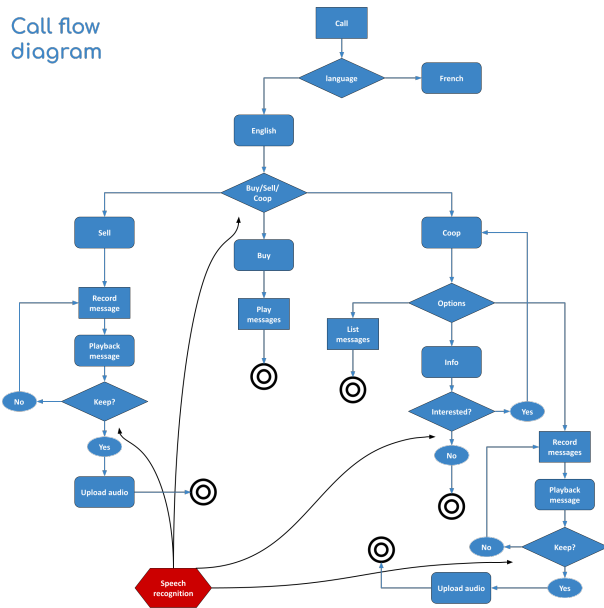 Call flow
diagram
Call
language
French
English
Buy/Sell/
Coop
Sell
Buy
Coop
Record
message
Play
messages
List
messages
Options
Playback
message
Info
No
Keep?
Interested?
Yes
Yes
No
Record
messages
Upload audio
Playback
message
No
Keep?
Speech
recognition
Upload audio
Yes